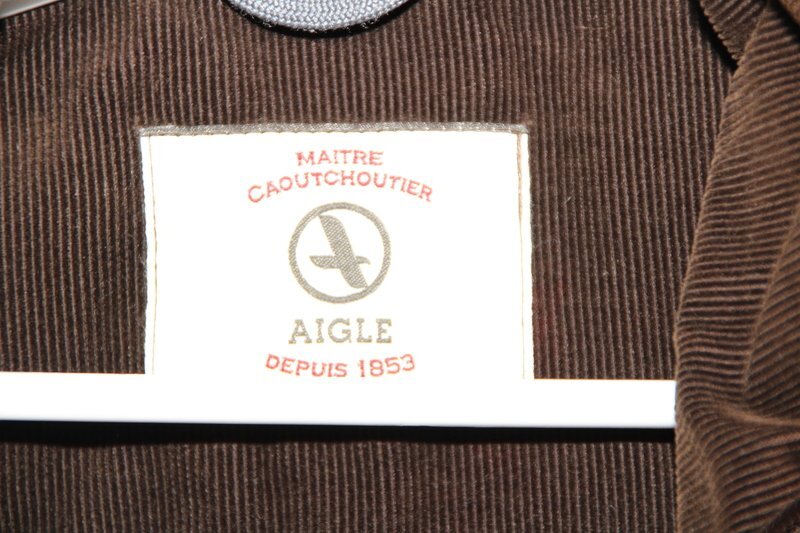 MAITRE
CAOUTCHOUTIER
AIGLE
DEPUIS 1853